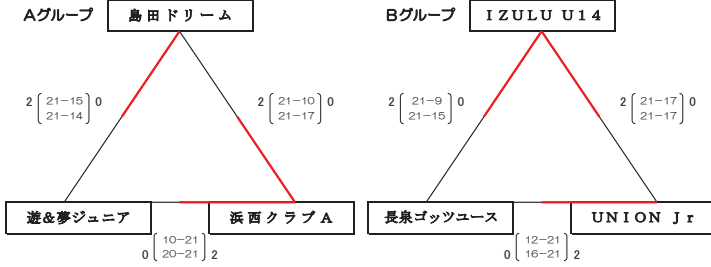 Aグループ
島田ドリーム
2 21-15 0
21-14
2 21-10 0
21-17
遊&夢ジュニア
浜西クラブA
10-21
0 20-21 2
Bグループ
IZULU U14
2 21-9 0
21-15
2 21-17 0
21-17
長泉ゴッツユース
UNION Jr
12-21
0 16-21 2